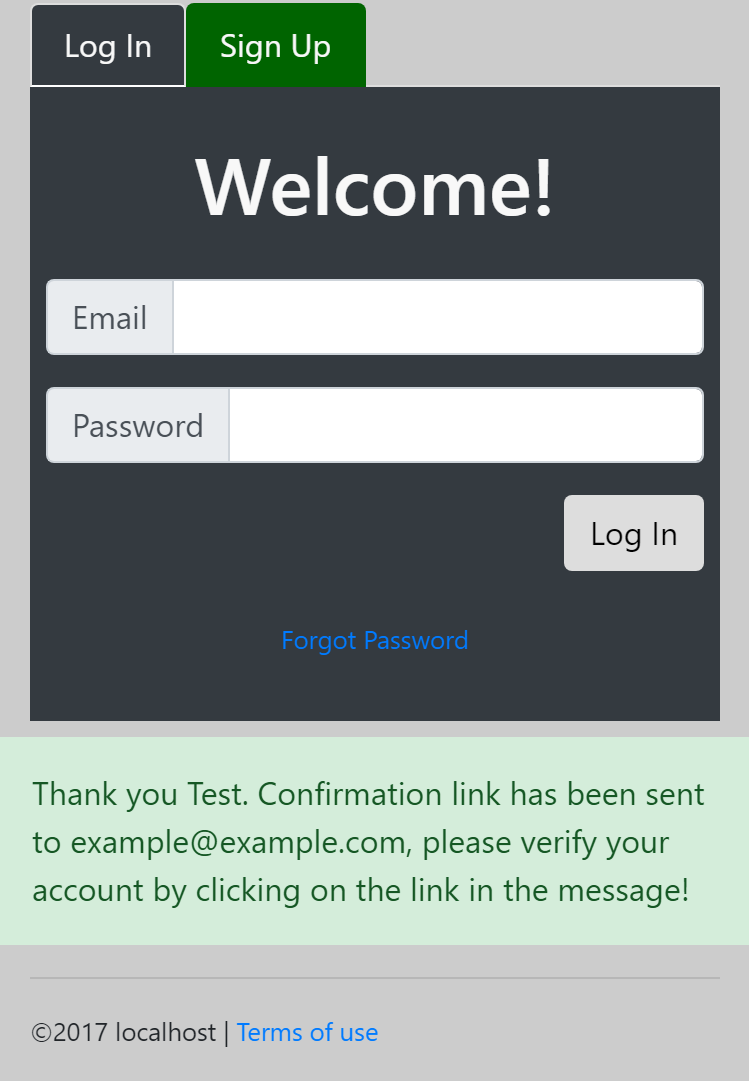 Log In Sign Up
Welcome!
Email
Password
Log In
Forgot Password
Thank you Test. Confirmation link has been sent
to example@example.com, please verify your
account by clicking on the link in the message!
©2017 localhost | Terms of use